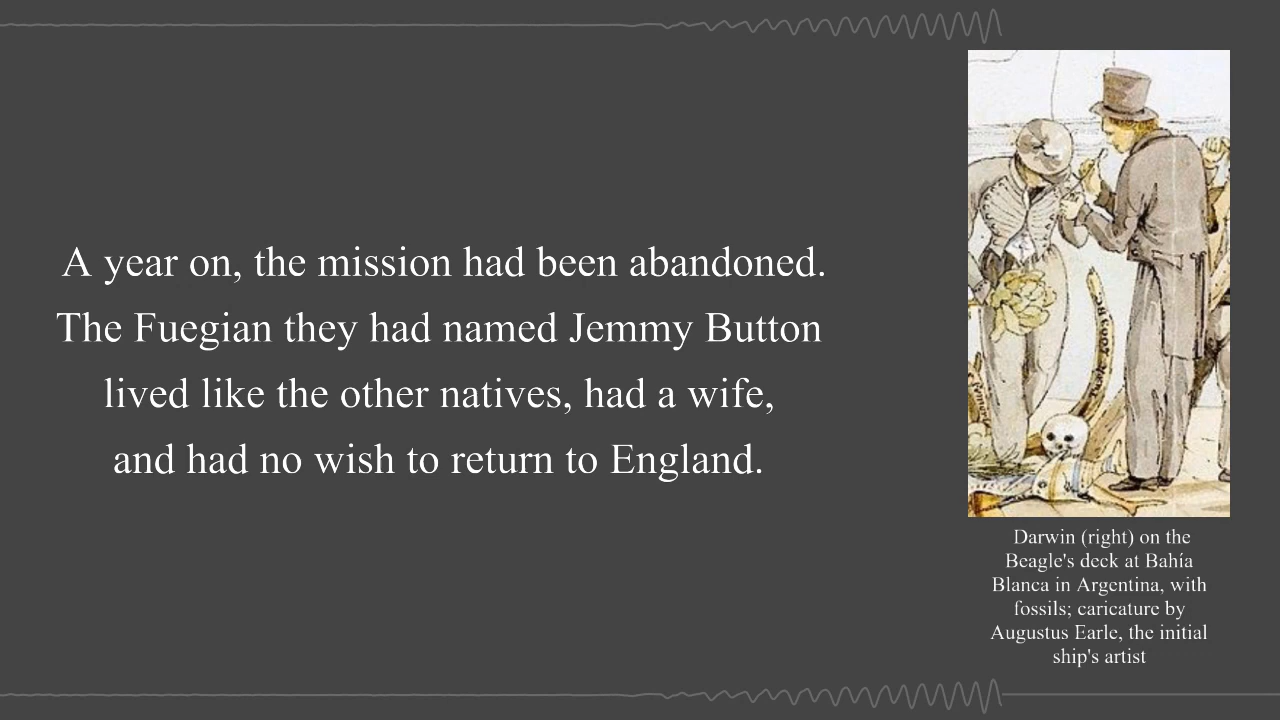 A year on, the mission had been abandoned.
The Fuegian they had named Jemmy Button
lived like the other natives, had a wife,
and had no wish to return to England.
Darwin (right) on the
Beagle's deck at Bahía
Blanca in Argentina, with
fossils; caricature by
Augustus Earle, the initial
ship's artist